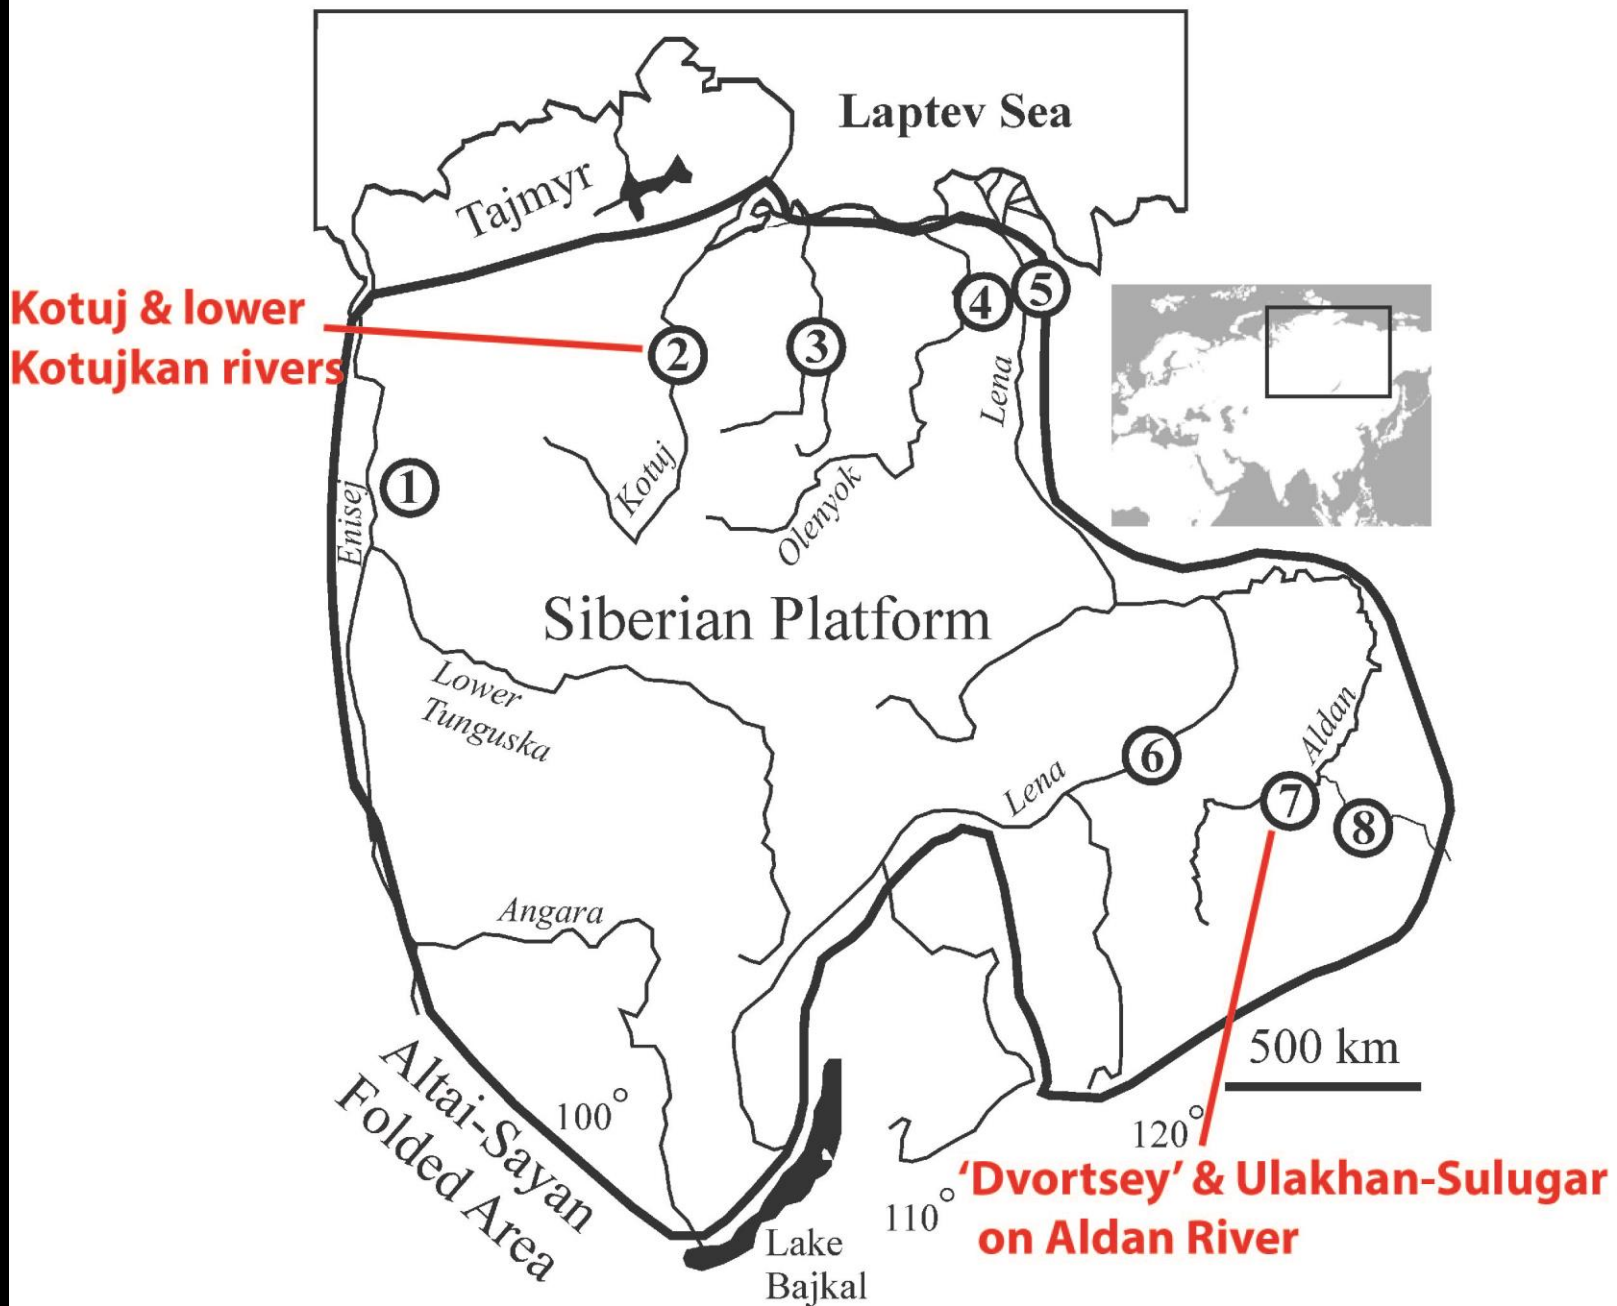 Laptev Sea
Tajmyr
Kotuj & lower
Kotujkan rivers
5
4
2
3
Lena
1
Enisej
Kotuj
Olenyok
Siberian Platform
Lower
Tunguska
Aldan
6
Lena
7
8
Angara
500 km
Altai-Sayan
Folded Area
100°
120°
110°
'Dvortsey' & Ulakhan-Sulugar
on Aldan River
Lake
Bajkal